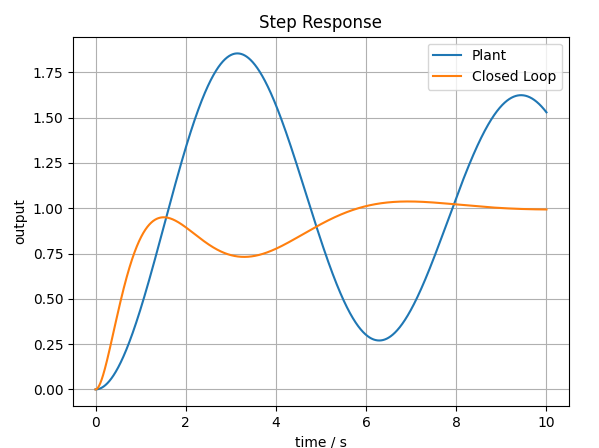 Step Response
Plant
Closed Loop
output
1.75
1.50
1.25
1.00
0.75
0.50
0.25
0.00
0 2 4 6 8 10
time / s